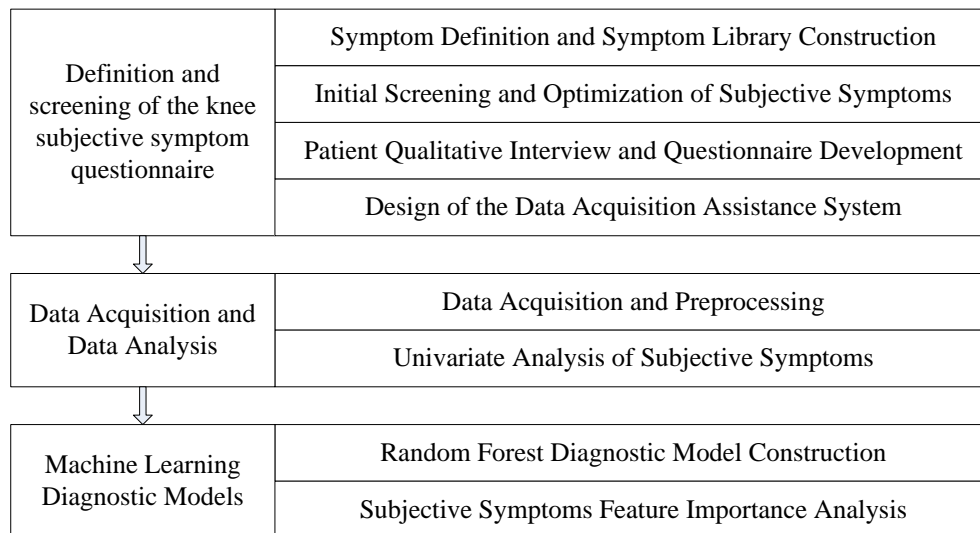 Definition and
screening of the knee
subjective symptom
questionnaire
Symptom Definition and Symptom Library Construction
Initial Screening and Optimization of Subjective Symptoms
Patient Qualitative Interview and Questionnaire Development
Design of the Data Acquisition Assistance System
Data Acquisition and
Data Analysis
Data Acquisition and Preprocessing
Univariate Analysis of Subjective Symptoms
Machine Learning
Diagnostic Models
Random Forest Diagnostic Model Construction
Subjective Symptoms Feature Importance Analysis